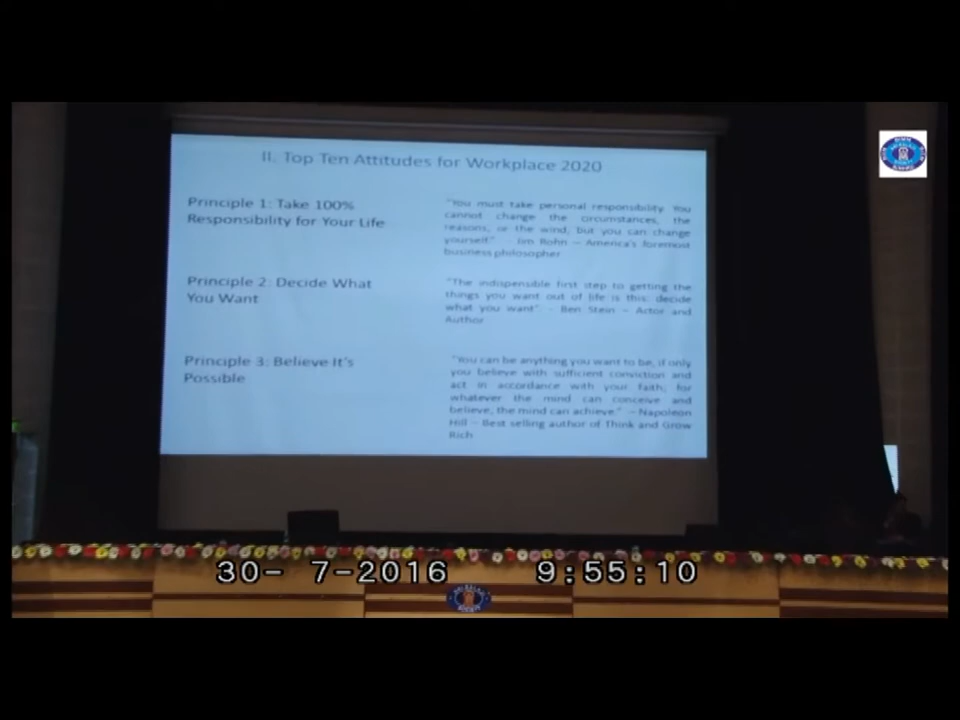 II. Top Ten Attitudes for Workplace 2020
Principle 1: Take 100%
Responsibility for Your Life
"You must take personal responsibility. You
cannot change the circumstances, the
reasons, or the wind, but you can change
yourself" - Jim Rohn – America's foremost
business philosopher
Principle 2: Decide What
You Want
"The indispensible first step to getting the
things you want out of life is this: decide
what you want" - Ben Stein – Actor and
Author
Principle 3: Believe It's
Possible
"You can be anything you want to be, if only
you believe with sufficient conviction and
act in accordance with your faith; for
whatever the mind can conceive and
believe, the mind can achieve." – Napoleon
Hill – Best selling author of Think and Grow
Rich
30- 7-2016 9:55:10